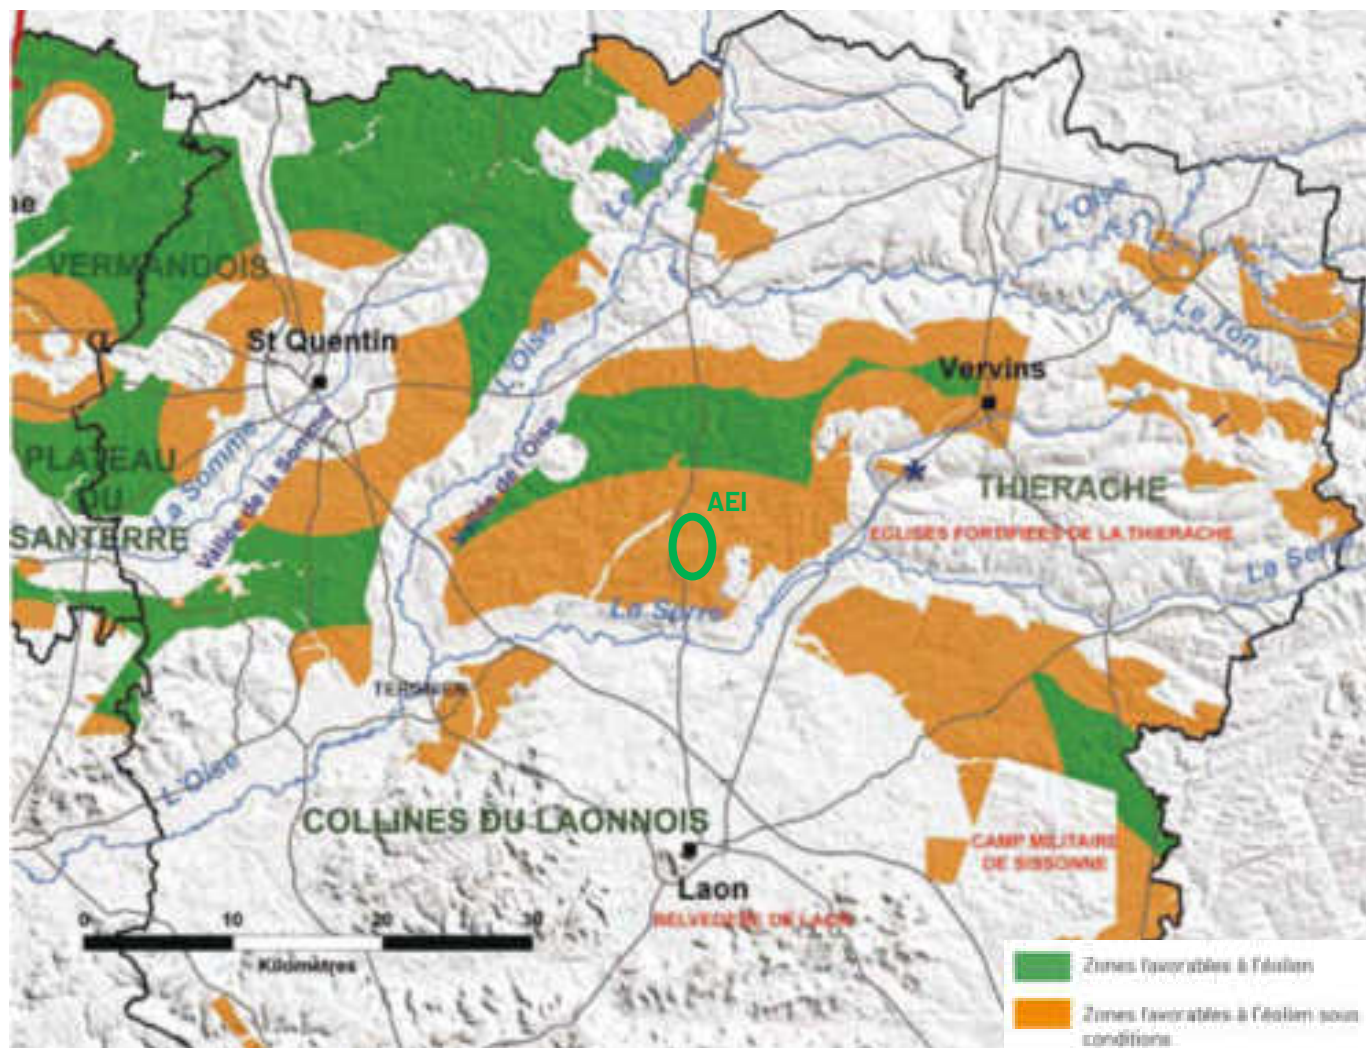 VERMANDOIS
L'Oise
Le Ton
St Quentin
L'Oise
Vervins
La Somme
Vallée de la Somme
Vallée de l'Oise
PLATEAU
DU
SANTERRE
AEI
THIERACHE
EGLISES FORTIFIEES DE LA THIERACHE
La Serre
La Serre
TERGNIER
L'Oise
COLLINES DU LAONNOIS
CAMP MILITAIRE
DE SISSONNE
Laon
BELVEDERE DE LAON
0 10 20 30
Kilomètres
Zones favorables à l'éolien
Zones favorables à l'éolien sous
conditions